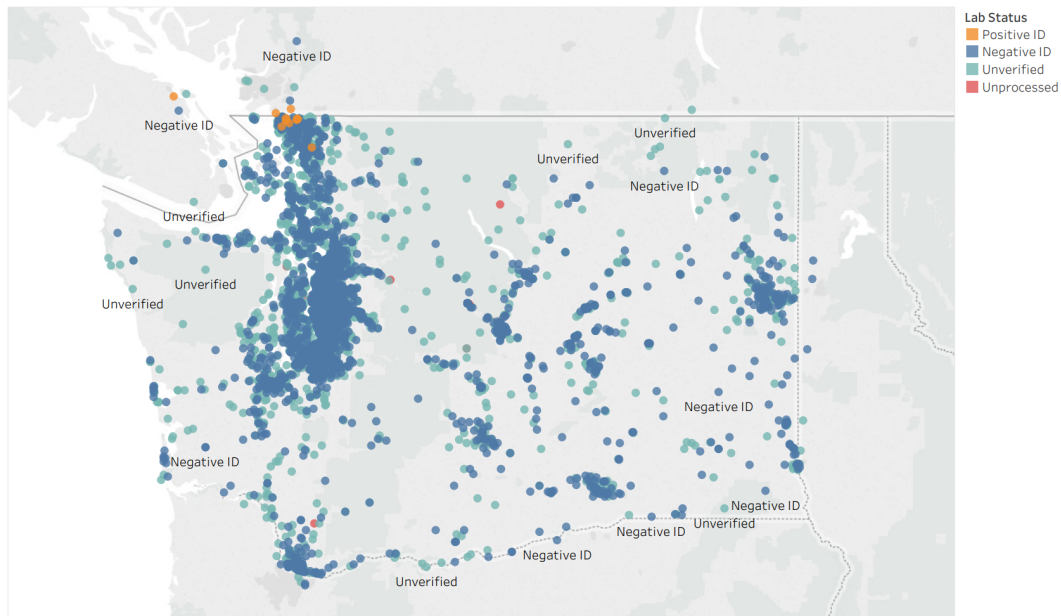 Lab Status
Positive ID
Negative ID
Unverified
Unprocessed
Negative ID
Negative ID
Unverified
Unverified
Negative ID
Unverified
Unverified
Unverified
Negative ID
Negative ID
Negative ID
Unverified
Negative ID
Negative ID
Unverified